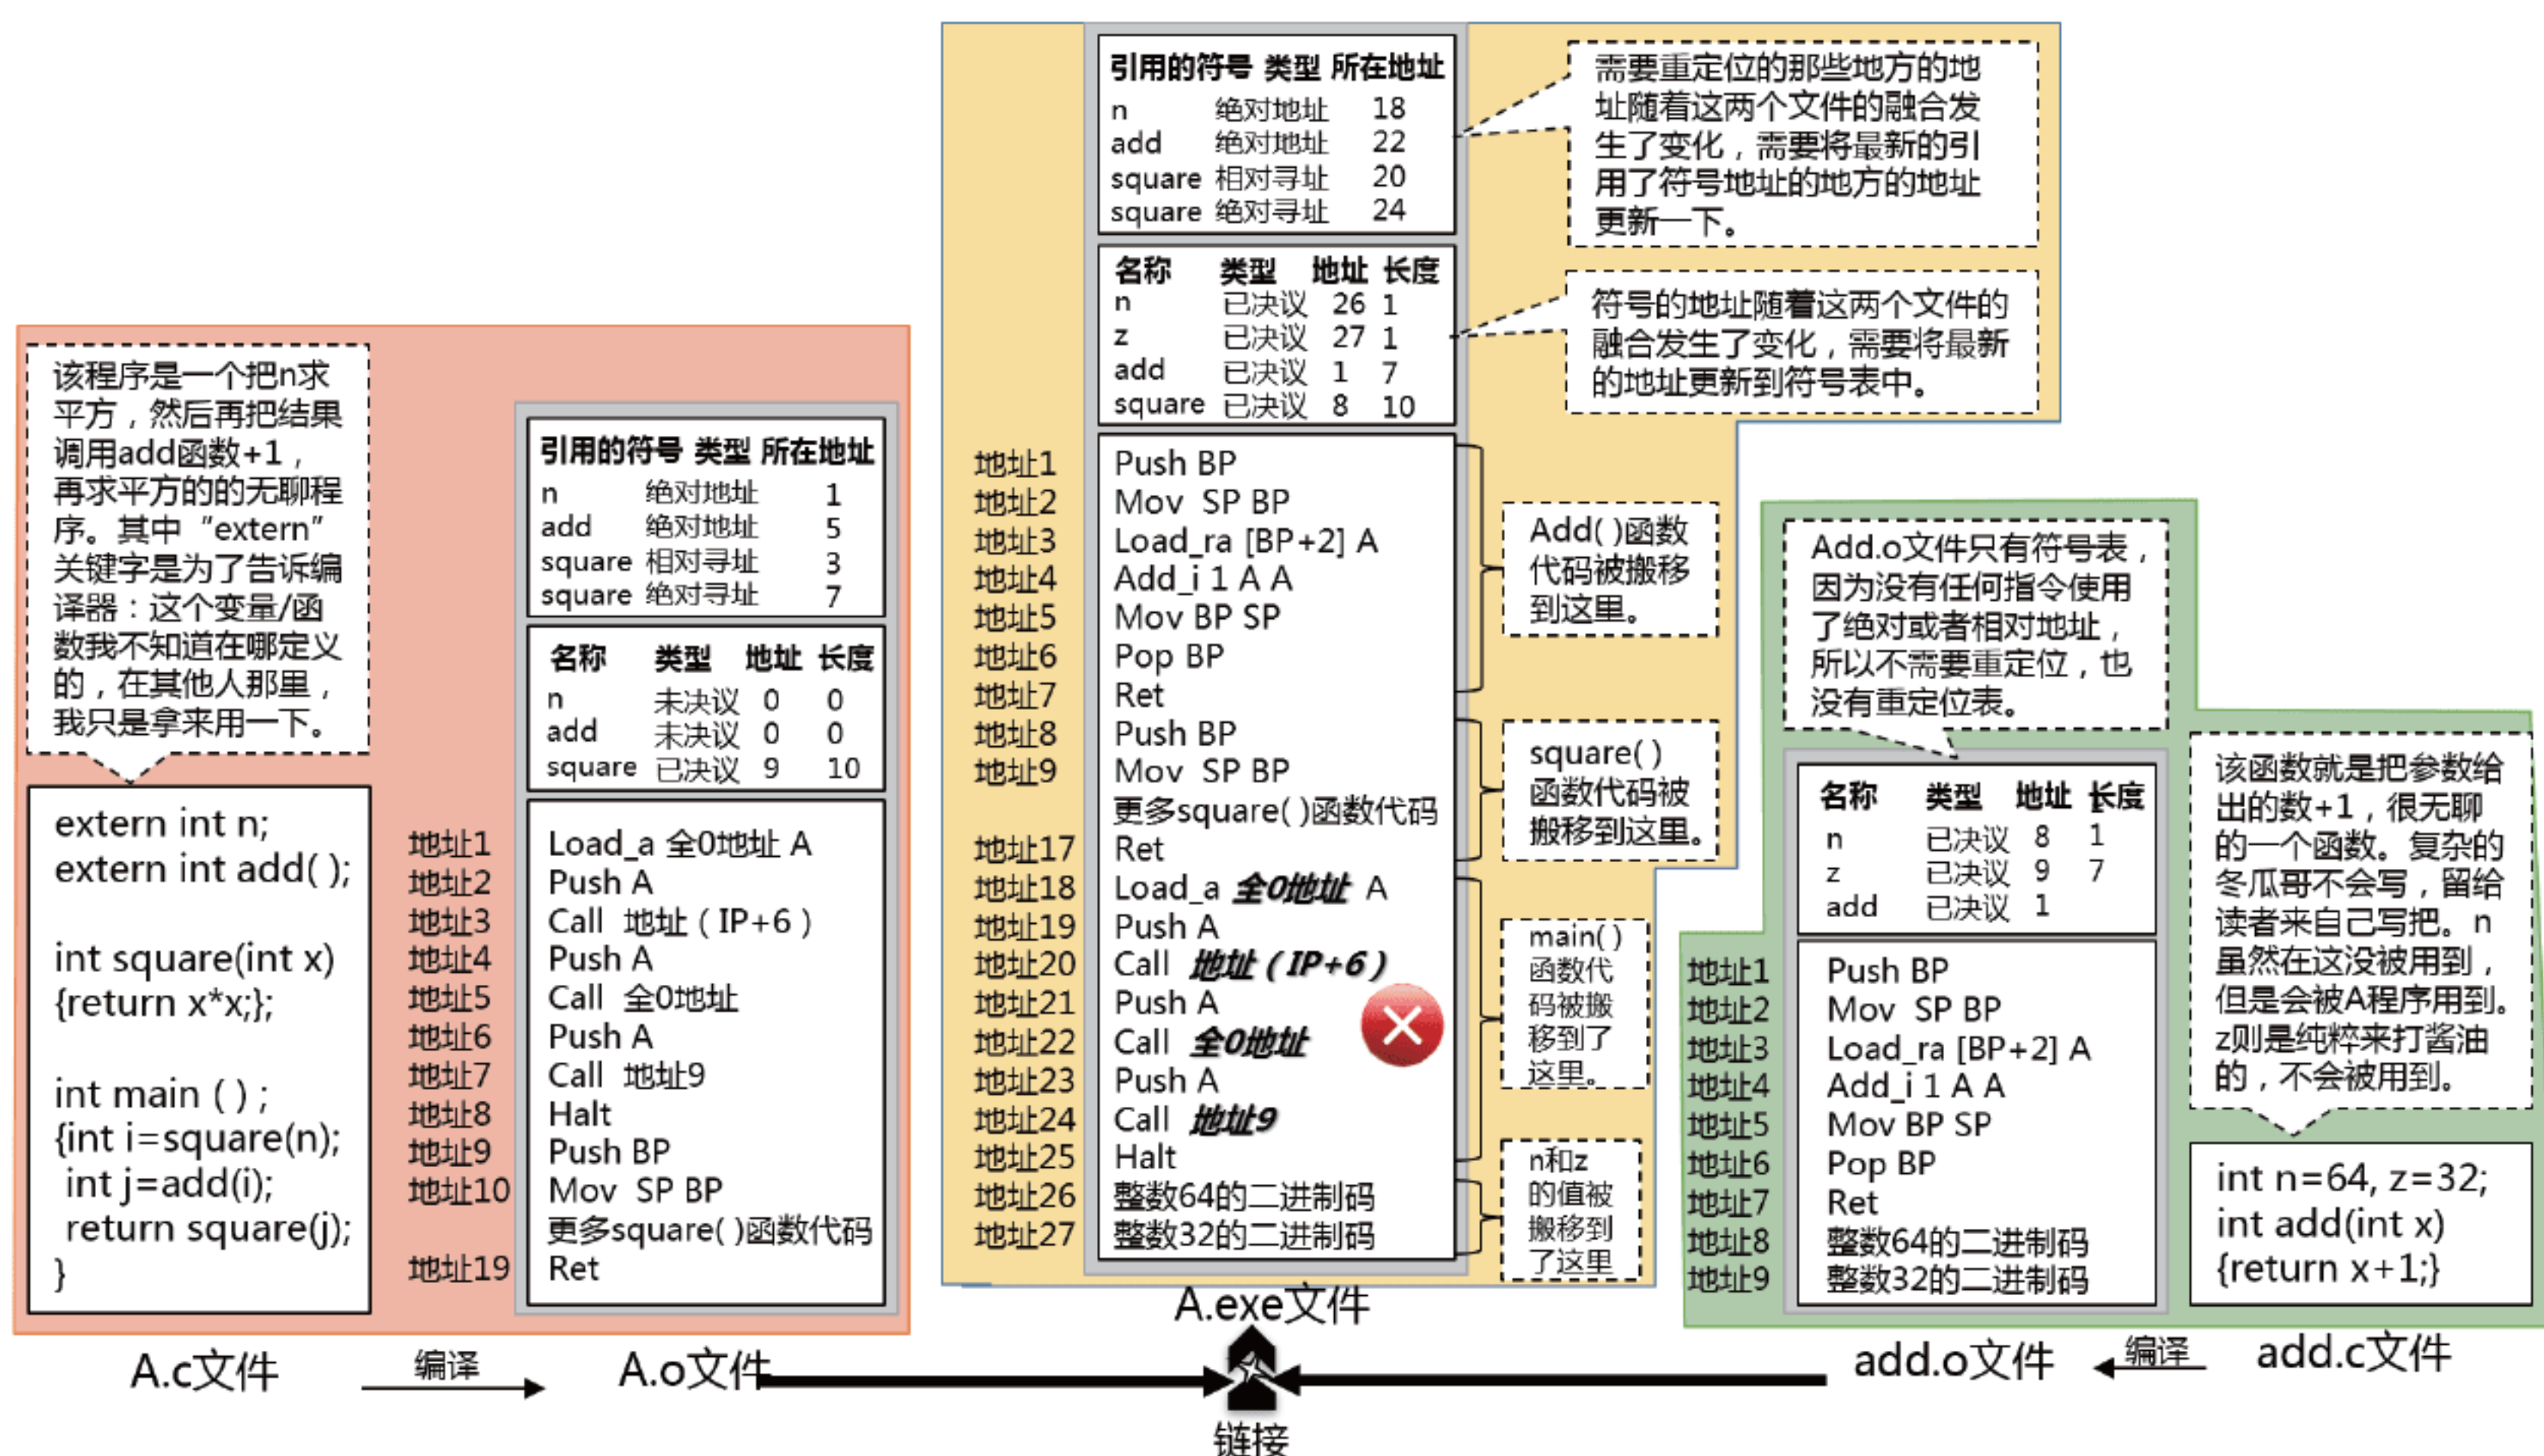 该程序是一个把n求
平方，然后再把结果
调用add函数+1，
再求平方的的无聊程
序。其中“extern”
关键字是为了告诉编
译器：这个变量/函
数我不知道在哪定义
的，在其他人那里，
我只是拿来用一下。
extern int n;
extern int add( );
int square(int x)
{return x*x;};
int main ( ) ;
{int i=square(n);
int j=add(i);
return square(j);
}
引用的符号 类型 所在地址
n 绝对地址 1
add 绝对地址 5
square 相对寻址 3
square 绝对寻址 7
名称 类型 地址 长度
n 未决议 0 0
add 未决议 0 0
square 已决议 9 10
地址1 Load_a 全0地址 A
地址2 Push A
地址3 Call 地址（IP+6）
地址4 Push A
地址5 Call 全0地址
地址6 Push A
地址7 Call 地址9
地址8 Halt
地址9 Push BP
地址10 Mov SP BP
更多square( )函数代码
地址19 Ret
引用的符号 类型 所在地址
n 绝对地址 18
add 绝对地址 22
square 相对寻址 20
square 绝对寻址 24
需要重定位的那些地方的地
址随着这两个文件的融合发
生了变化，需要将最新的引
用了符号地址的地方的地址
更新一下。
名称 类型 地址 长度
n 已决议 26 1
z 已决议 27 1
add 已决议 1 7
square 已决议 8 10
符号的地址随着这两个文件的
融合发生了变化，需要将最新
的地址更新到符号表中。
地址1 Push BP
地址2 Mov SP BP
地址3 Load_ra [BP+2] A
地址4 Add_i 1 A A
地址5 Mov BP SP
地址6 Pop BP
地址7 Ret
地址8 Push BP
地址9 Mov SP BP
更多square( )函数代码
地址17 Ret
地址18 Load_a 全0地址 A
地址19 Push A
地址20 Call 地址（IP+6）
地址21 Push A
地址22 Call 全0地址
地址23 Push A
地址24 Call 地址9
地址25 Halt
地址26 整数64的二进制码
地址27 整数32的二进制码
Add( )函数
代码被搬移
到这里。
square( )
函数代码被
搬移到这里。
main( )
函数代
码被搬
移到了
这里。
n和z
的值被
搬移到
了这里
Add.o文件只有符号表，
因为没有任何指令使用
了绝对或者相对地址，
所以不需要重定位，也
没有重定位表。
名称 类型 地址 长度
n 已决议 8 1
z 已决议 9 7
add 已决议 1
地址1 Push BP
地址2 Mov SP BP
地址3 Load_ra [BP+2] A
地址4 Add_i 1 A A
地址5 Mov BP SP
地址6 Pop BP
地址7 Ret
地址8 整数64的二进制码
地址9 整数32的二进制码
该函数就是把参数给
出的数+1，很无聊
的一个函数。复杂的
冬瓜哥不会写，留给
读者来自己写把。n
虽然在这没被用到，
但是会被A程序用到。
z则是纯粹来打酱油
的，不会被用到。
int n=64, z=32;
int add(int x)
{return x+1;}
A.c文件 编译 A.o文件
A.exe文件
链接
add.o文件 编译 add.c文件